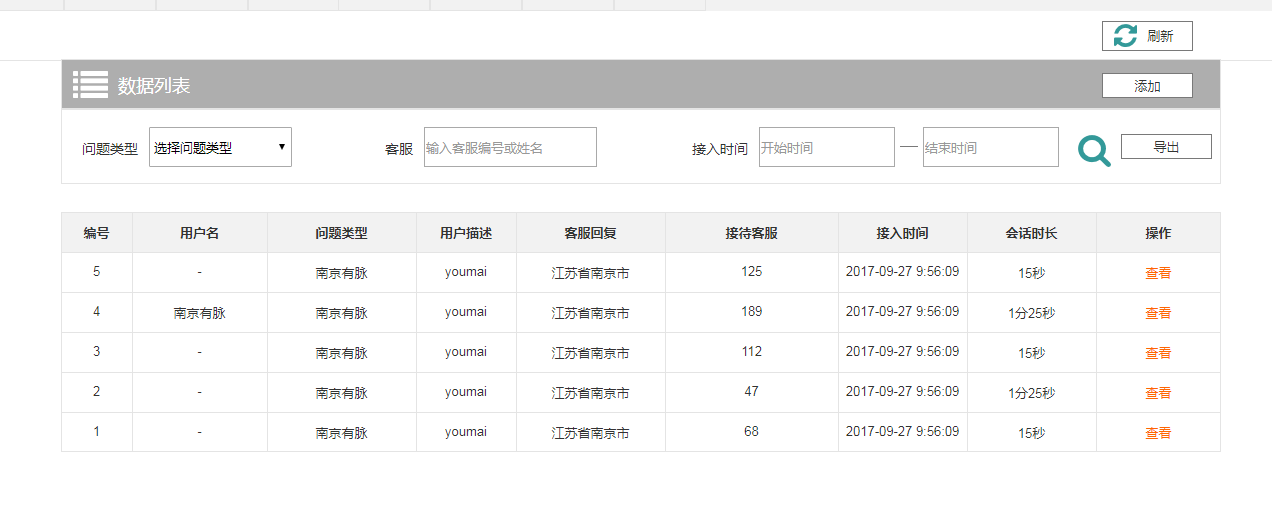 刷新
数据列表 添加
问题类型 选择问题类型 客服 输入客服编号或姓名 接入时间 开始时间 — 结束时间 导出
编号 用户名 问题类型 用户描述 客服回复 接待客服 接入时间 会话时长 操作
5 - 南京有脉 youmai 江苏省南京市 125 2017-09-27 9:56:09 15秒 查看
4 南京有脉 南京有脉 youmai 江苏省南京市 189 2017-09-27 9:56:09 1分25秒 查看
3 - 南京有脉 youmai 江苏省南京市 112 2017-09-27 9:56:09 15秒 查看
2 - 南京有脉 youmai 江苏省南京市 47 2017-09-27 9:56:09 1分25秒 查看
1 - 南京有脉 youmai 江苏省南京市 68 2017-09-27 9:56:09 15秒 查看